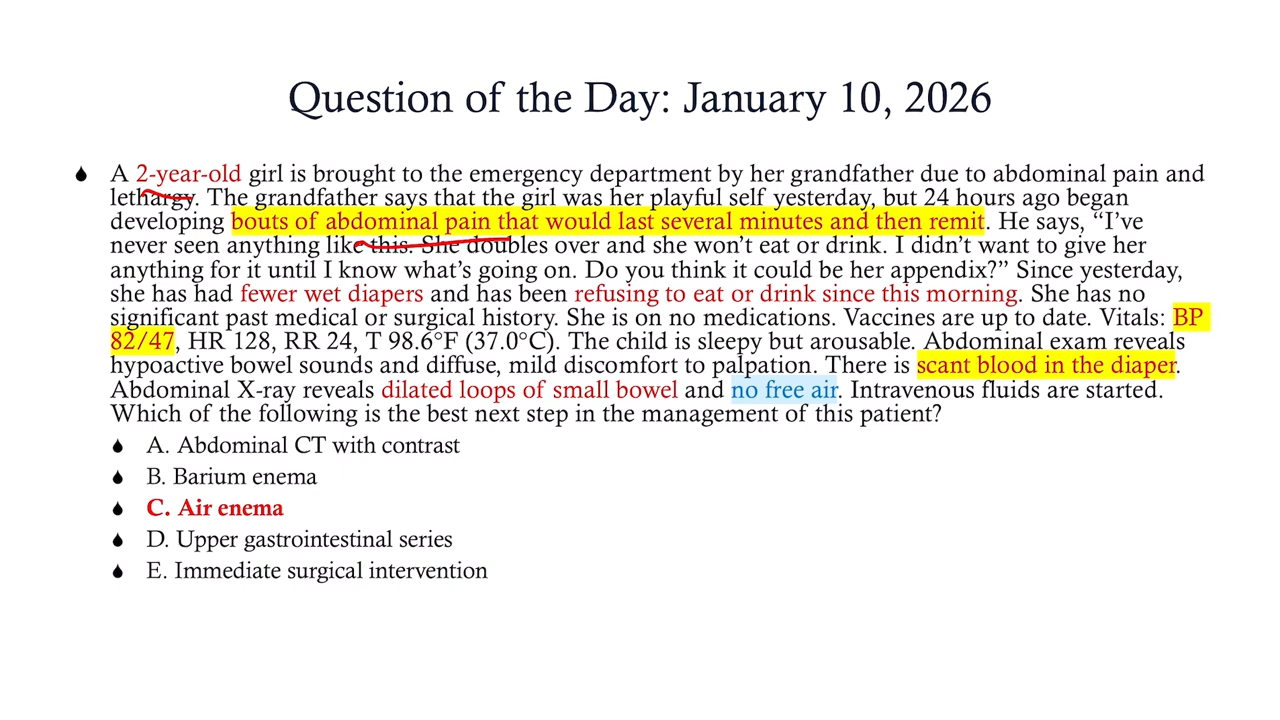 Question of the Day: January 10, 2026
A 2-year-old girl is brought to the emergency department by her grandfather due to abdominal pain and
lethargy. The grandfather says that the girl was her playful self yesterday, but 24 hours ago began
developing bouts of abdominal pain that would last several minutes and then remit. He says, “I’ve
never seen anything like this. She doubles over and she won’t eat or drink. I didn’t want to give her
anything for it until I know what’s going on. Do you think it could be her appendix?” Since yesterday,
she has had fewer wet diapers and has been refusing to eat or drink since this morning. She has no
significant past medical or surgical history. She is on no medications. Vaccines are up to date. Vitals: BP
82/47, HR 128, RR 24, T 98.6°F (37.0°C). The child is sleepy but arousable. Abdominal exam reveals
hypoactive bowel sounds and diffuse, mild discomfort to palpation. There is scant blood in the diaper.
Abdominal X-ray reveals dilated loops of small bowel and no free air. Intravenous fluids are started.
Which of the following is the best next step in the management of this patient?
A. Abdominal CT with contrast
B. Barium enema
C. Air enema
D. Upper gastrointestinal series
E. Immediate surgical intervention